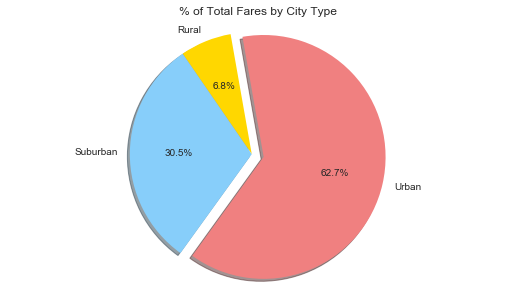 % of Total Fares by City Type
Rural
6.8%
Suburban
30.5%
62.7%
Urban